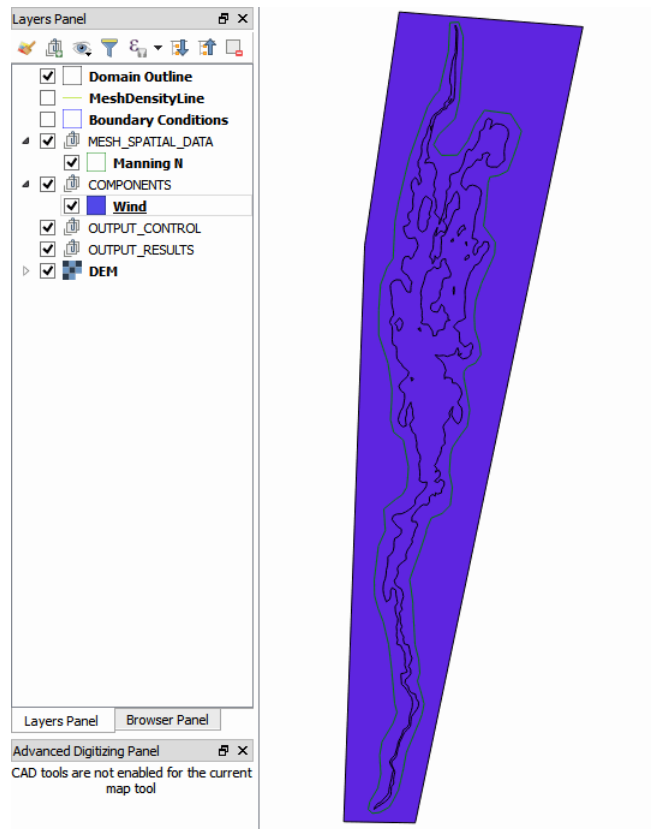 Layers Panel
Domain Outline
MeshDensityLine
Boundary Conditions
MESH_SPATIAL_DATA
Manning N
COMPONENTS
Wind
OUTPUT_CONTROL
OUTPUT_RESULTS
DEM
Layers Panel Browser Panel
Advanced Digitizing Panel
CAD tools are not enabled for the current
map tool